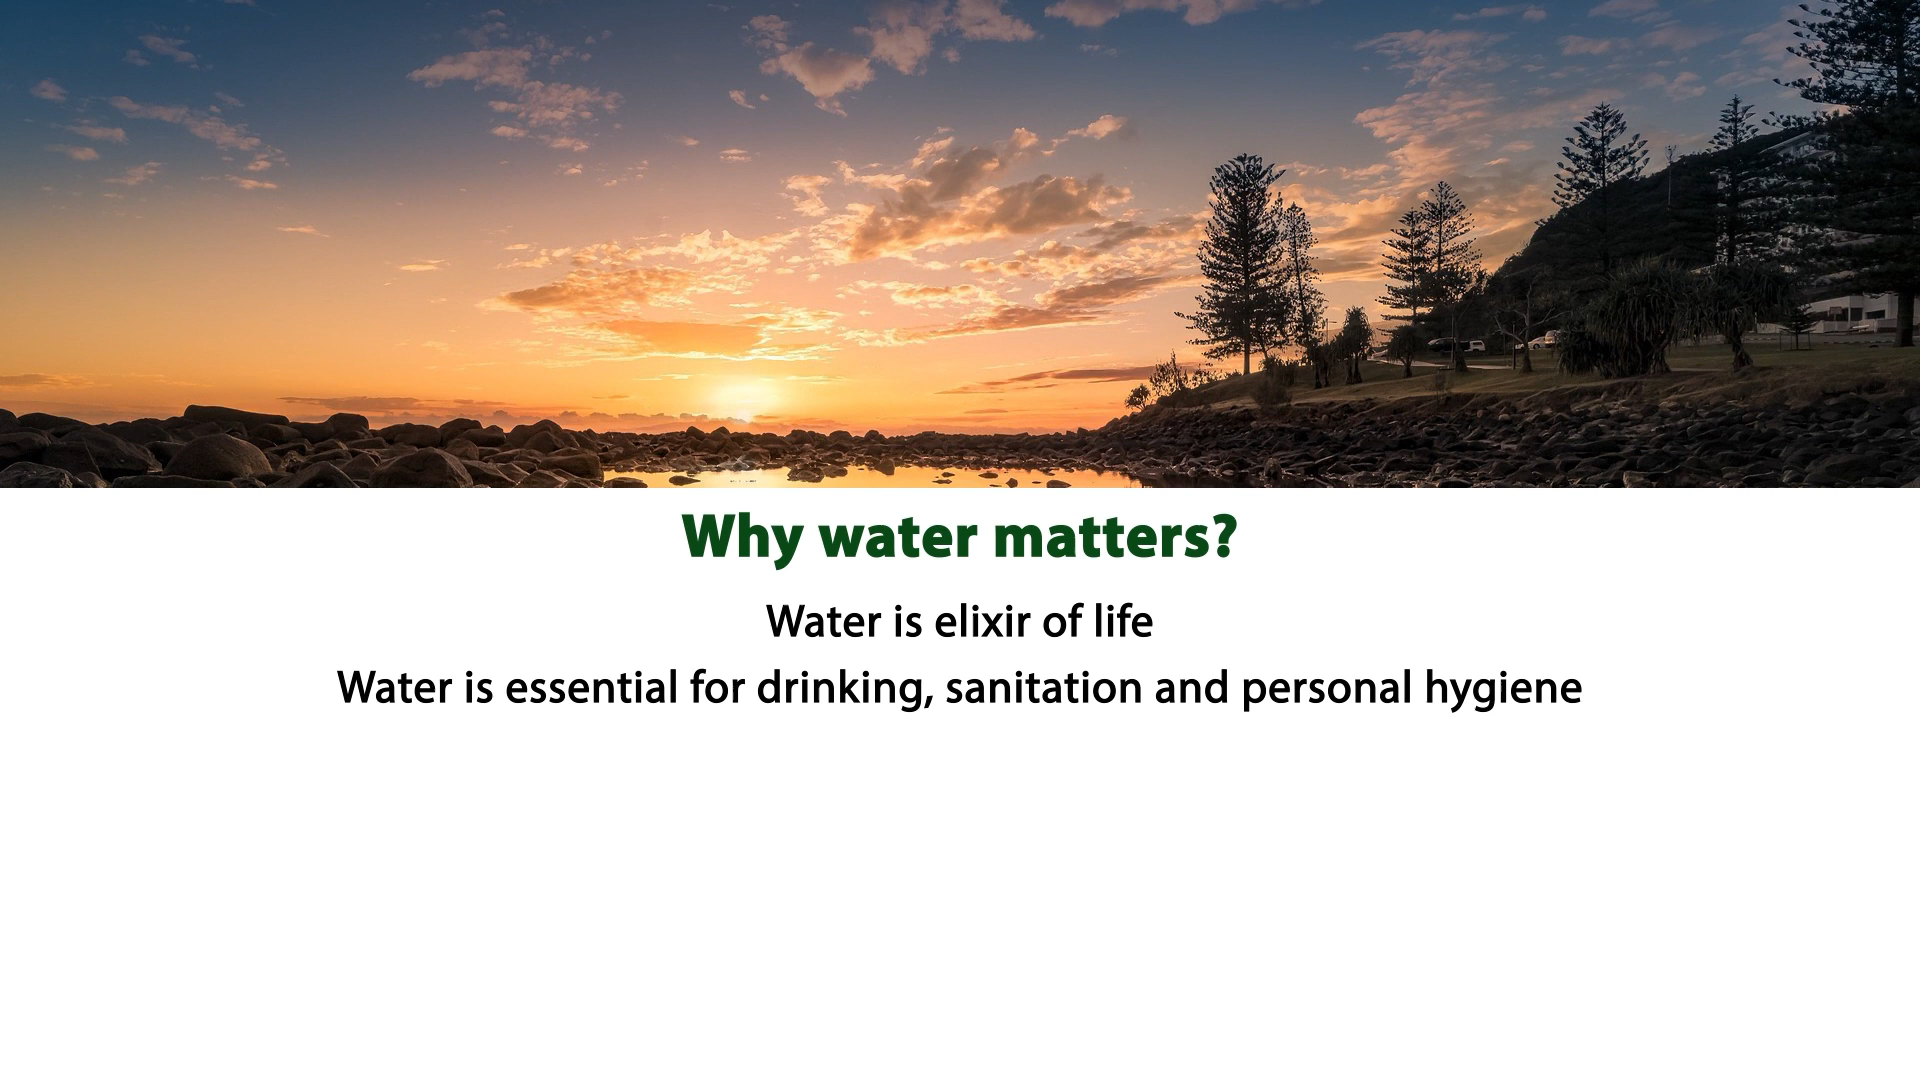 Why water matters?
Water is elixir of life
Water is essential for drinking, sanitation and personal hygiene